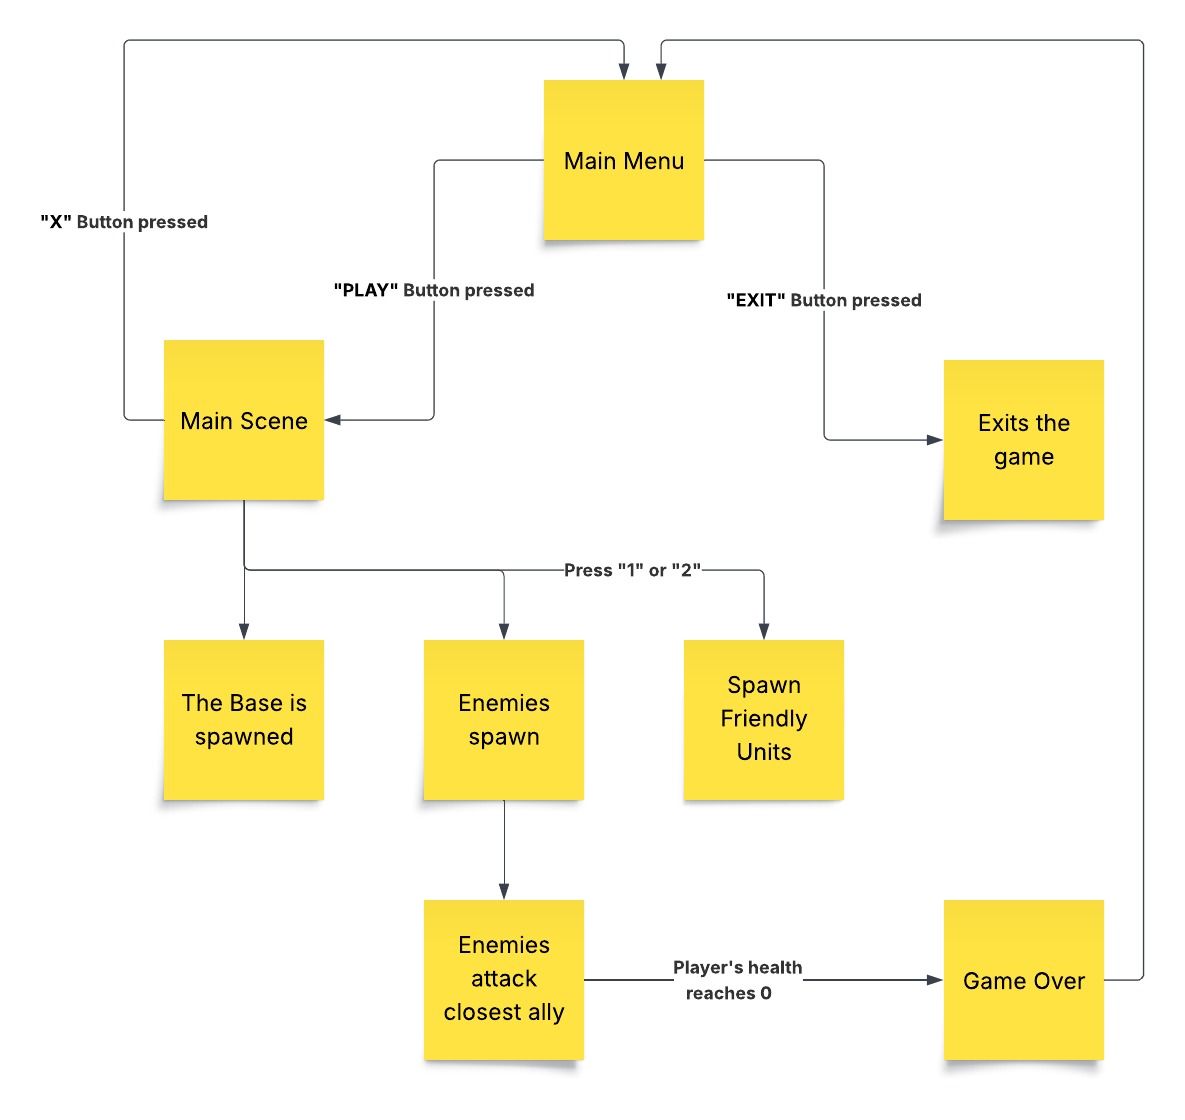 Main Menu
"X" Button pressed
"PLAY" Button pressed
"EXIT" Button pressed
Main Scene
Exits the
game
Press "1" or "2"
The Base is
spawned
Enemies
spawn
Spawn
Friendly
Units
Enemies
attack
closest ally
Player's health
reaches 0
Game Over